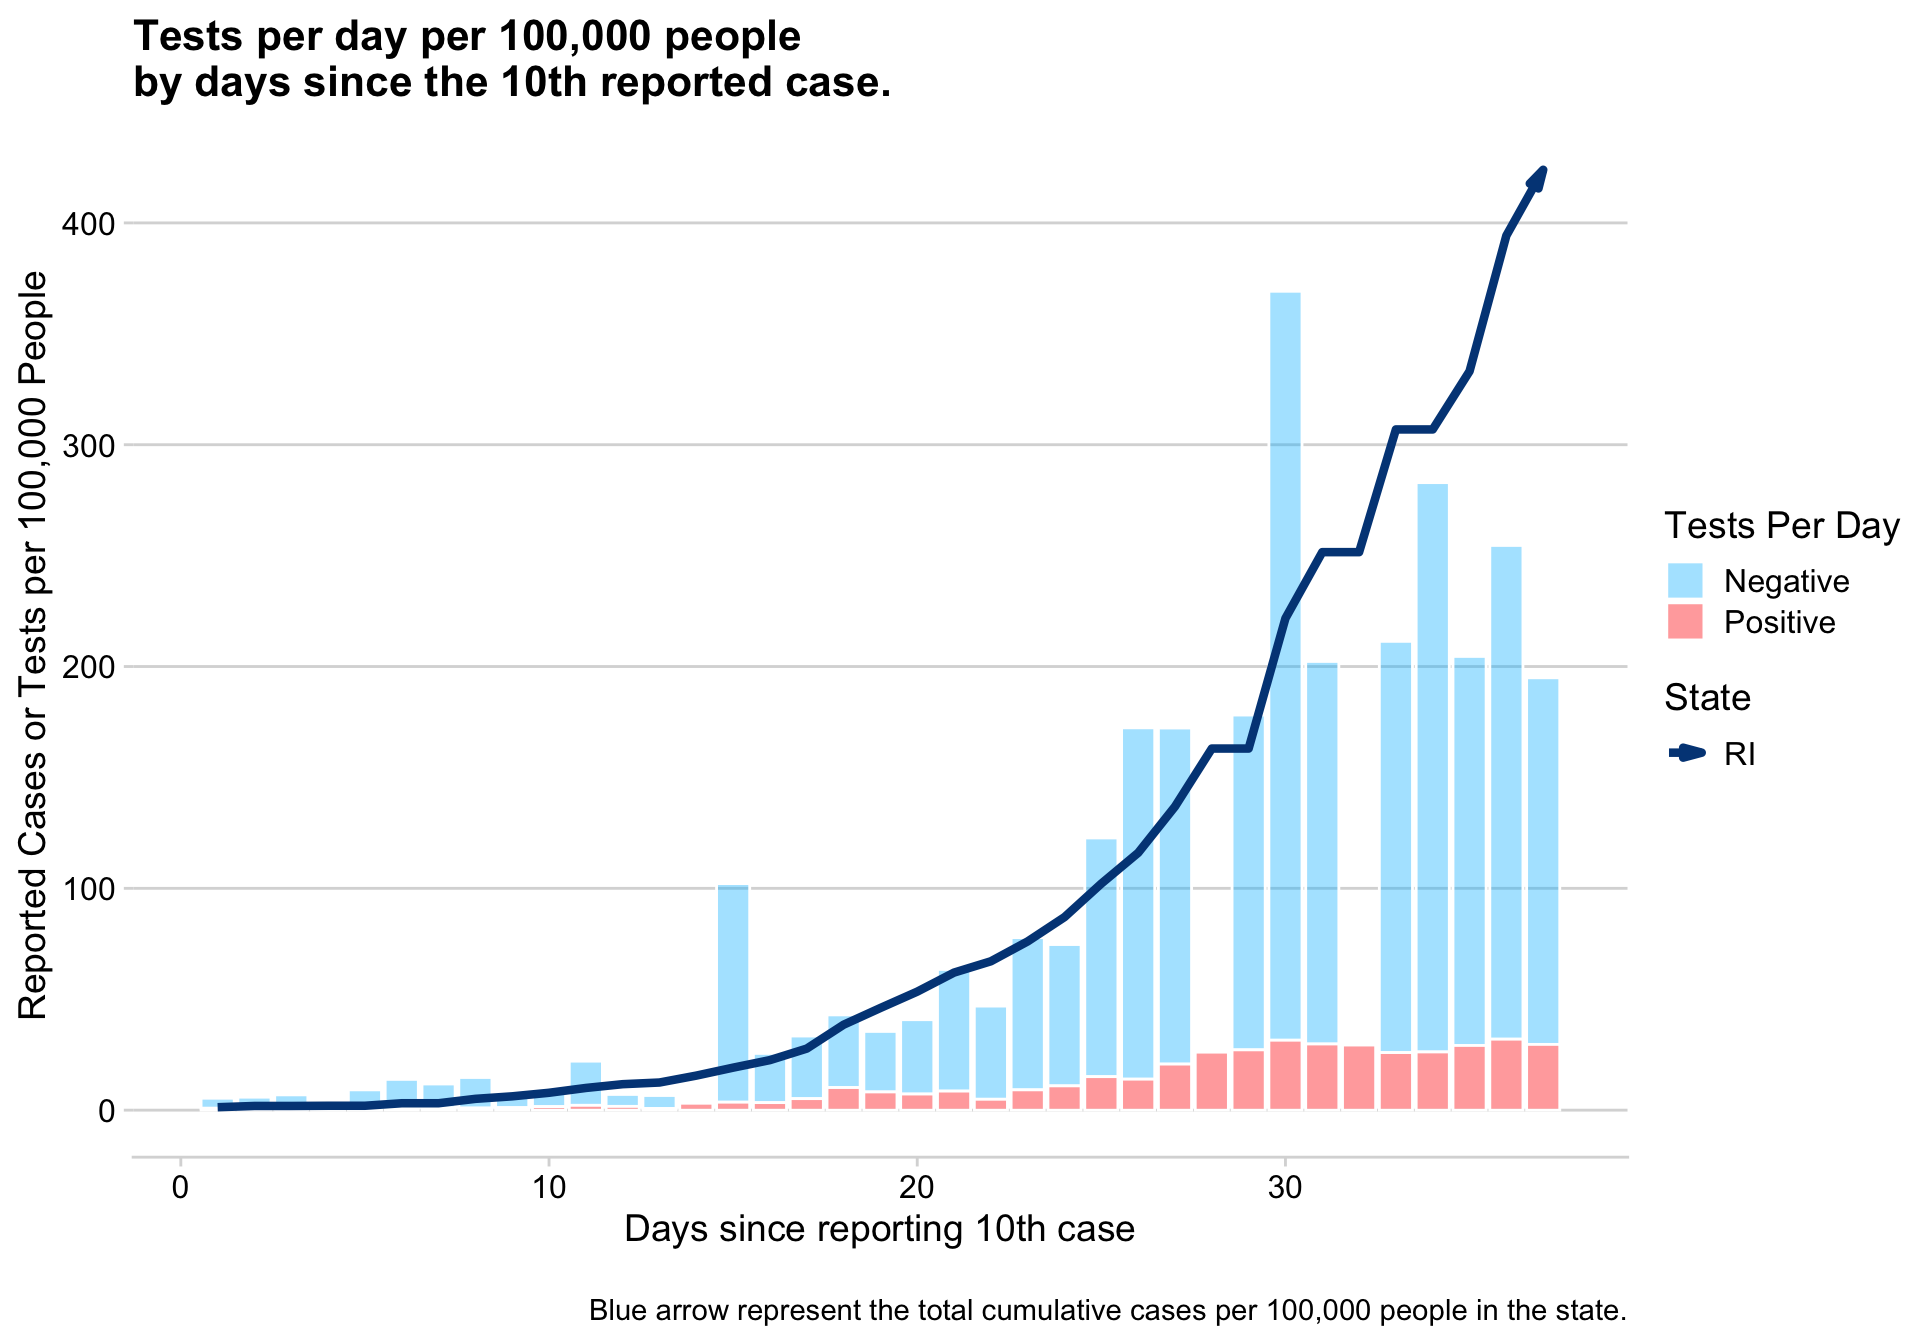 Tests per day per 100,000 people
by days since the 10th reported case.
Reported Cases or Tests per 100,000 People
400
300
200
100
0
0
10
20
30
Days since reporting 10th case
Tests Per Day
Negative
Positive
State
RI
Blue arrow represent the total cumulative cases per 100,000 people in the state.